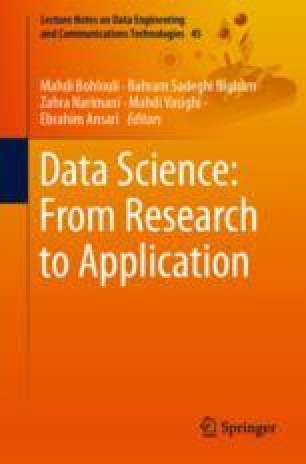 Lecture Notes on Data Engineering
and Communications Technologies 45
Mahdi Bohlouli · Bahram Sadeghi Bigham
Zahra Narimani · Mahdi Vasighi ·
Ebrahim Ansari Editors
Data Science:
From Research
to Application
Springer